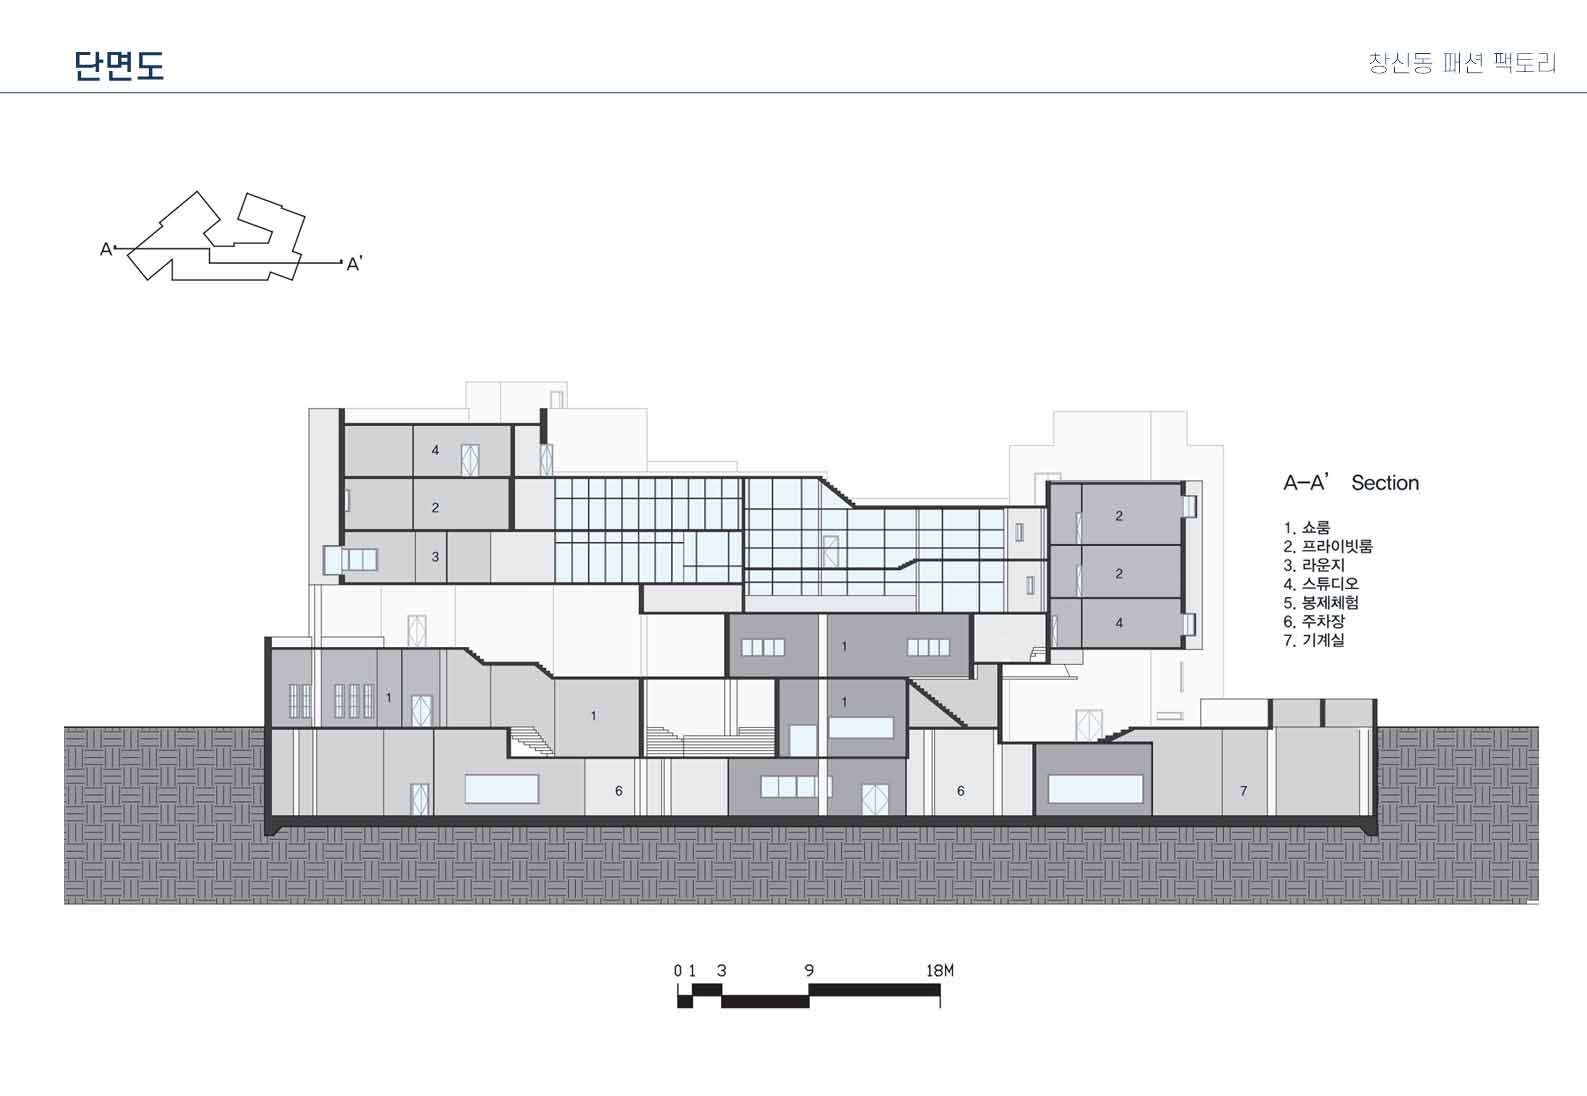 단면도
창신동 패션 팩토리
A
A'
A-A' Section
1. 쇼룸
2. 프라이빗룸
3. 라운지
4. 스튜디오
5. 봉제체험
6. 주차장
7. 기계실
4
2
2
3
2
4
1
1
1
1
6
6
7
0 1 3 9 18M